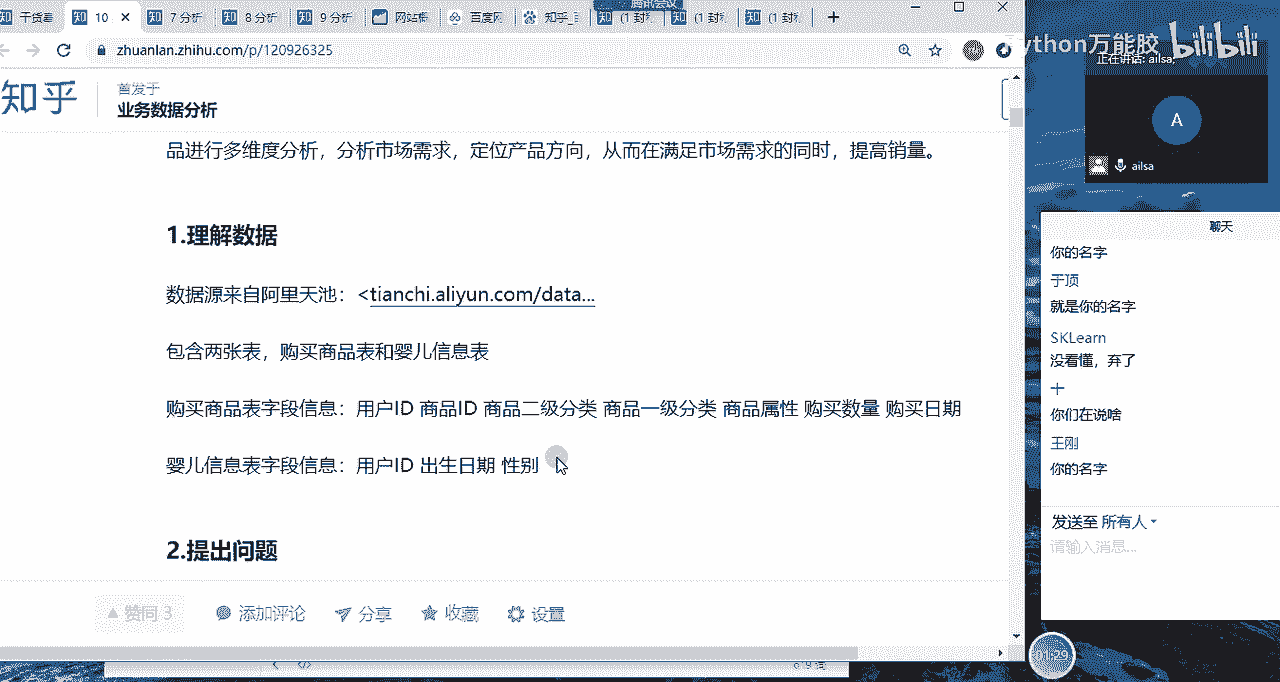 干货
10
7 分析
8 分析
9 分析
网站
百度
知乎_
(1 封
(1 封
(1 封
腾讯会议
zhuanlan.zhihu.com/p/120926325
ython万能胶
bilibili
正在讲话: ailsa;
A
ailsa
知乎
首发于
业务数据分析
品进行多维度分析，分析市场需求，定位产品方向，从而在满足市场需求的同时，提高销量。
1.理解数据
数据源来自阿里天池：<tianchi.aliyun.com/data...
包含两张表，购买商品表和婴儿信息表
购买商品表字段信息：用户ID 商品ID 商品二级分类 商品一级分类 商品属性 购买数量 购买日期
婴儿信息表字段信息：用户ID 出生日期 性别
2.提出问题
赞同 3
添加评论
分享
收藏
设置
聊天
你的名字
于顶
就是你的名字
SKLearn
没看懂，弃了
十
你们在说啥
王刚
你的名字
发送至 所有人
请输入消息...